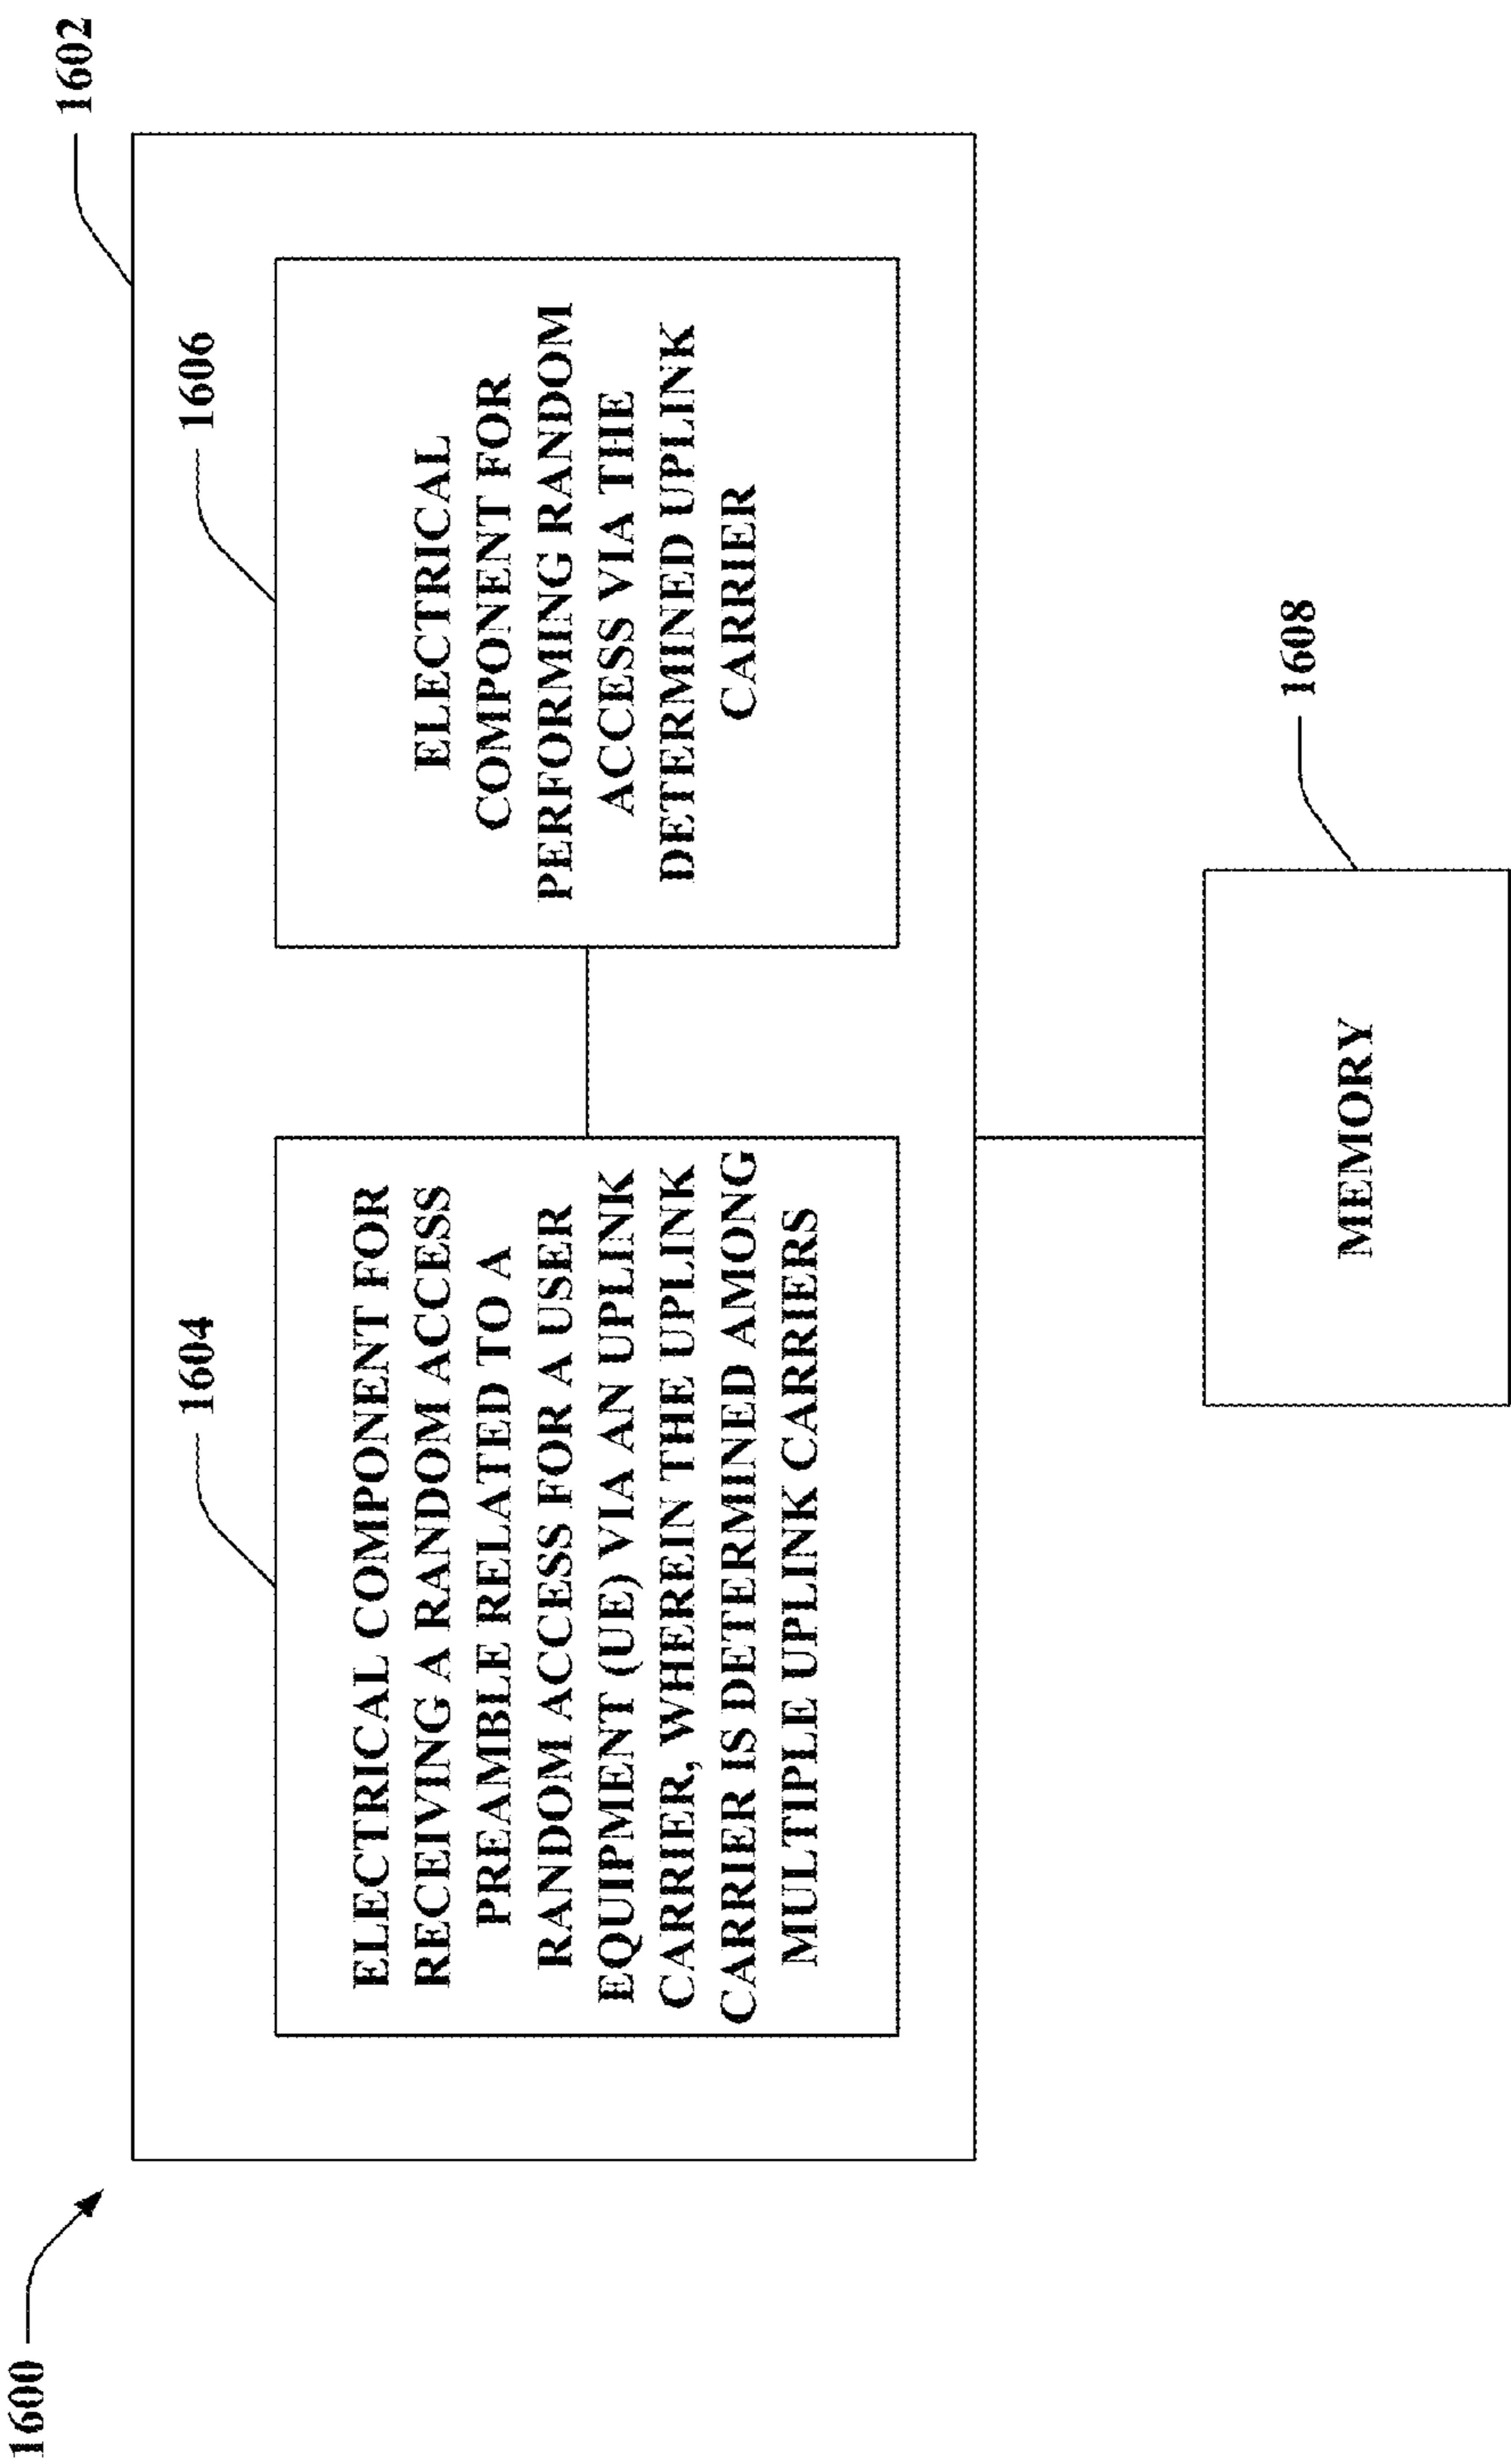 1600
1602
1604
ELECTRICAL COMPONENT FOR
RECEIVING A RANDOM ACCESS
PREAMBLE RELATED TO A
RANDOM ACCESS FOR A USER
EQUIPMENT (UE) VIA AN UPLINK
CARRIER, WHEREIN THE UPLINK
CARRIER IS DETERMINED AMONG
MULTIPLE UPLINK CARRIERS
1606
ELECTRICAL
COMPONENT FOR
PERFORMING RANDOM
ACCESS VIA THE
DETERMINED UPLINK
CARRIER
1608
MEMORY